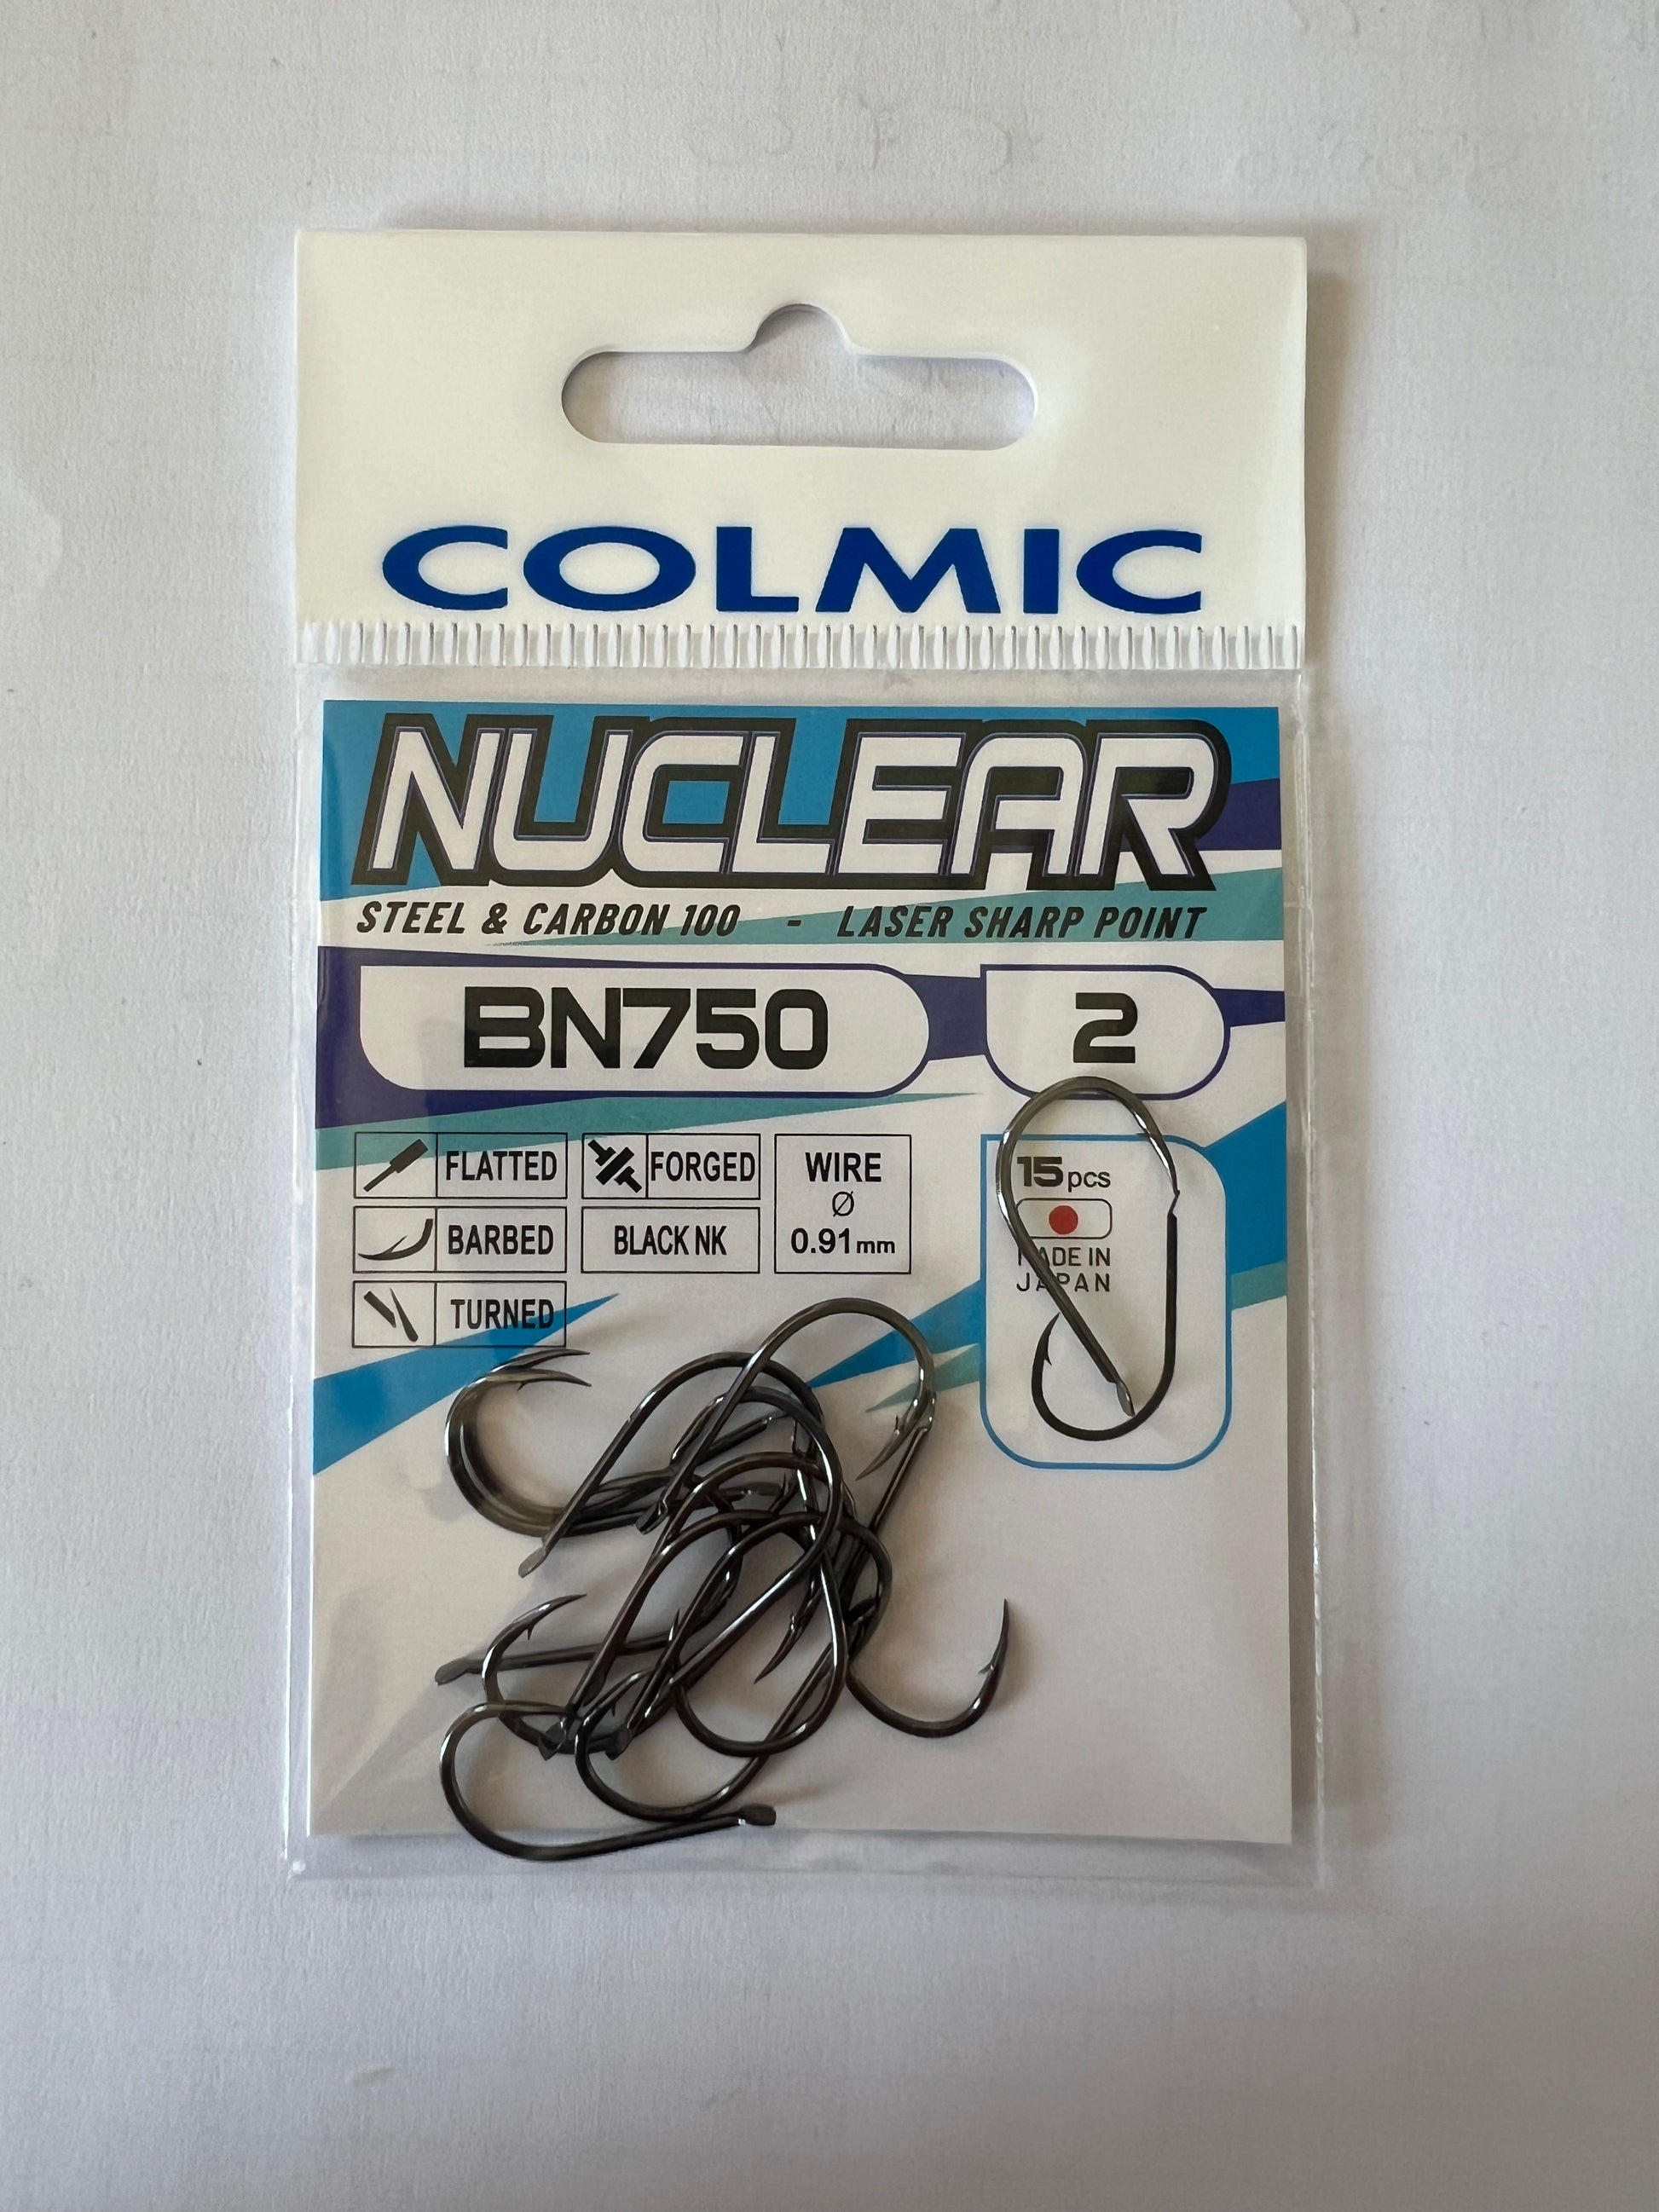 COLMIC
NUCLEAR
STEEL & CARBON 100 - LASER SHARP POINT
BN750 2
FLATTED FORGED WIRE
Ø
0.91mm
BARBED BLACK NK
TURNED
15pcs
MADE IN
JAPAN